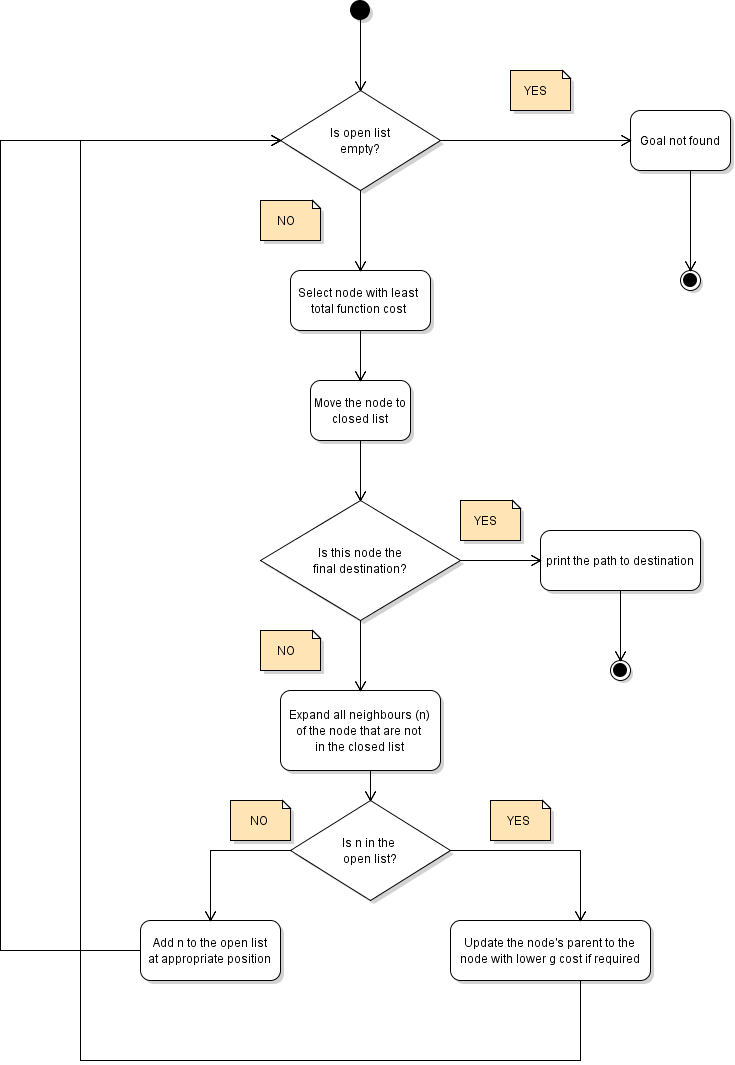 YES
Is open list
empty?
Goal not found
NO
Select node with least
total function cost
Move the node to
closed list
YES
Is this node the
final destination?
print the path to destination
NO
Expand all neighbours (n)
of the node that are not
in the closed list
NO
YES
Is n in the
open list?
Add n to the open list
at appropriate position
Update the node's parent to the
node with lower g cost if required